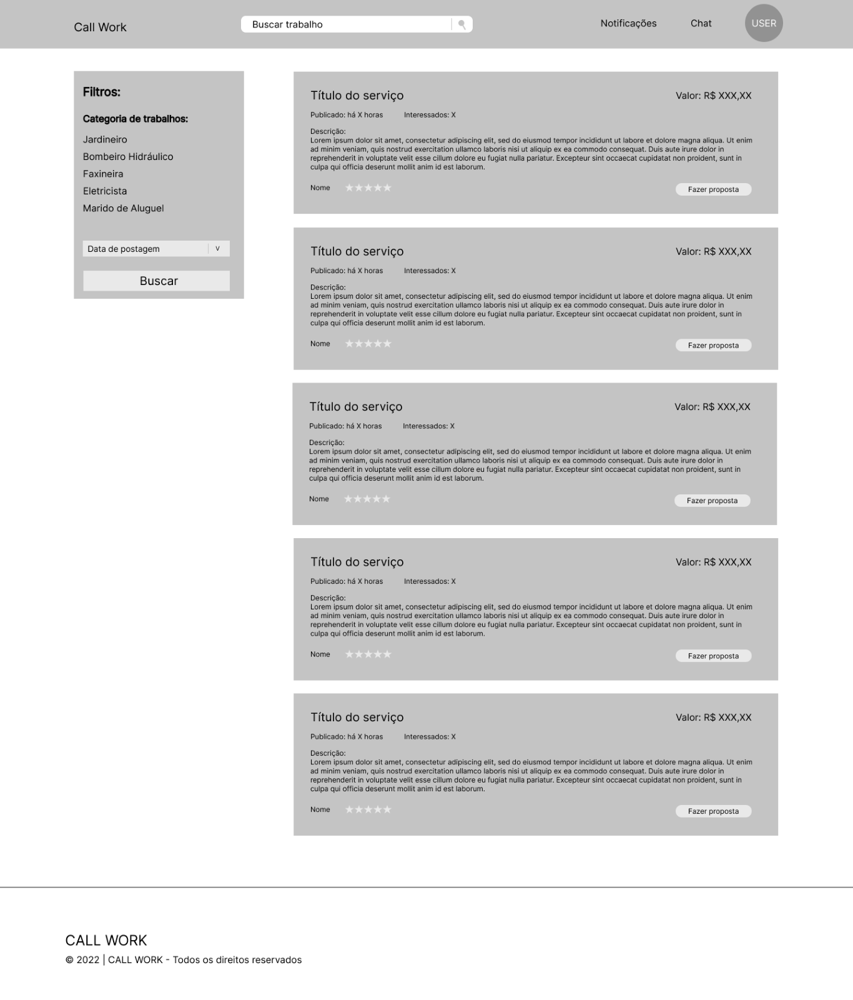 Call Work
Buscar trabalho
Notificações
Chat
USER
Filtros:
Categoria de trabalhos:
Jardineiro
Bombeiro Hidráulico
Faxineira
Eletricista
Marido de Aluguel
Data de postagem
V
Buscar
Título do serviço
Valor: R$ XXX,XX
Publicado: há X horas
Interessados: X
Descrição:
Lorem ipsum dolor sit amet, consectetur adipiscing elit, sed do eiusmod tempor incididunt ut labore et dolore magna aliqua. Ut enim
ad minim veniam, quis nostrud exercitation ullamco laboris nisi ut aliquip ex ea commodo consequat. Duis aute irure dolor in
reprehenderit in voluptate velit esse cillum dolore eu fugiat nulla pariatur. Excepteur sint occaecat cupidatat non proident, sunt in
culpa qui officia deserunt mollit anim id est laborum.
Nome
Fazer proposta
Título do serviço
Valor: R$ XXX,XX
Publicado: há X horas
Interessados: X
Descrição:
Lorem ipsum dolor sit amet, consectetur adipiscing elit, sed do eiusmod tempor incididunt ut labore et dolore magna aliqua. Ut enim
ad minim veniam, quis nostrud exercitation ullamco laboris nisi ut aliquip ex ea commodo consequat. Duis aute irure dolor in
reprehenderit in voluptate velit esse cillum dolore eu fugiat nulla pariatur. Excepteur sint occaecat cupidatat non proident, sunt in
culpa qui officia deserunt mollit anim id est laborum.
Nome
Fazer proposta
Título do serviço
Valor: R$ XXX,XX
Publicado: há X horas
Interessados: X
Descrição:
Lorem ipsum dolor sit amet, consectetur adipiscing elit, sed do eiusmod tempor incididunt ut labore et dolore magna aliqua. Ut enim
ad minim veniam, quis nostrud exercitation ullamco laboris nisi ut aliquip ex ea commodo consequat. Duis aute irure dolor in
reprehenderit in voluptate velit esse cillum dolore eu fugiat nulla pariatur. Excepteur sint occaecat cupidatat non proident, sunt in
culpa qui officia deserunt mollit anim id est laborum.
Nome
Fazer proposta
Título do serviço
Valor: R$ XXX,XX
Publicado: há X horas
Interessados: X
Descrição:
Lorem ipsum dolor sit amet, consectetur adipiscing elit, sed do eiusmod tempor incididunt ut labore et dolore magna aliqua. Ut enim
ad minim veniam, quis nostrud exercitation ullamco laboris nisi ut aliquip ex ea commodo consequat. Duis aute irure dolor in
reprehenderit in voluptate velit esse cillum dolore eu fugiat nulla pariatur. Excepteur sint occaecat cupidatat non proident, sunt in
culpa qui officia deserunt mollit anim id est laborum.
Nome
Fazer proposta
Título do serviço
Valor: R$ XXX,XX
Publicado: há X horas
Interessados: X
Descrição:
Lorem ipsum dolor sit amet, consectetur adipiscing elit, sed do eiusmod tempor incididunt ut labore et dolore magna aliqua. Ut enim
ad minim veniam, quis nostrud exercitation ullamco laboris nisi ut aliquip ex ea commodo consequat. Duis aute irure dolor in
reprehenderit in voluptate velit esse cillum dolore eu fugiat nulla pariatur. Excepteur sint occaecat cupidatat non proident, sunt in
culpa qui officia deserunt mollit anim id est laborum.
Nome
Fazer proposta
CALL WORK
© 2022 | CALL WORK - Todos os direitos reservados